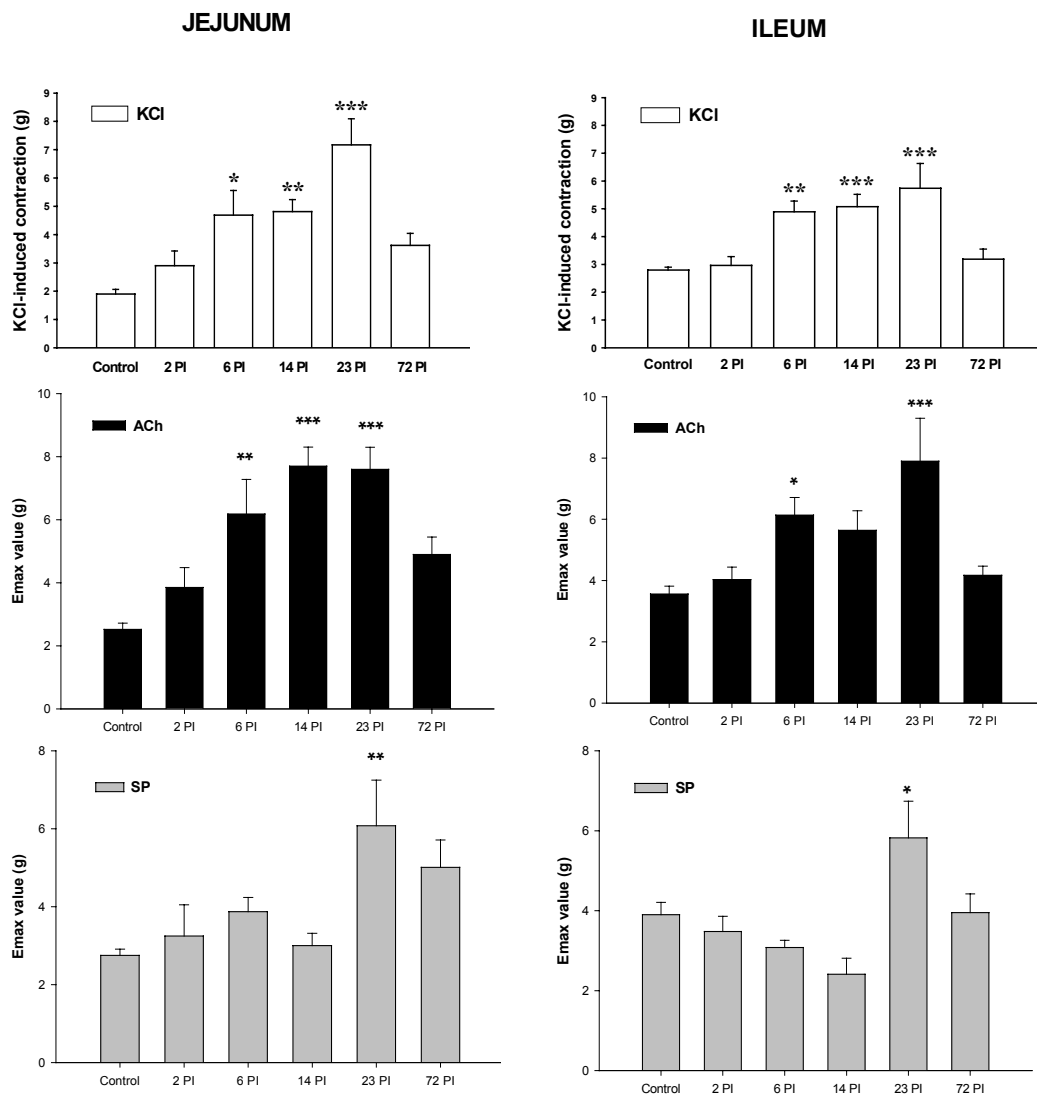 JEJUNUM
ILEUM
KCl-induced contraction (g)
9
8
7
6
5
4
3
2
1
0
KCl
*
**
***
Control 2 PI 6 PI 14 PI 23 PI 72 PI
KCl-induced contraction (g)
9
8
7
6
5
4
3
2
1
0
KCl
**
***
***
Control 2 PI 6 PI 14 PI 23 PI 72 PI
Emax value (g)
10
8
6
4
2
0
ACh
**
***
***
Control 2 PI 6 PI 14 PI 23 PI 72 PI
Emax value (g)
10
8
6
4
2
0
ACh
*
***
Control 2 PI 6 PI 14 PI 23 PI 72 PI
Emax value (g)
8
6
4
2
0
SP
**
Control 2 PI 6 PI 14 PI 23 PI 72 PI
Emax value (g)
8
6
4
2
0
SP
*
Control 2 PI 6 PI 14 PI 23 PI 72 PI